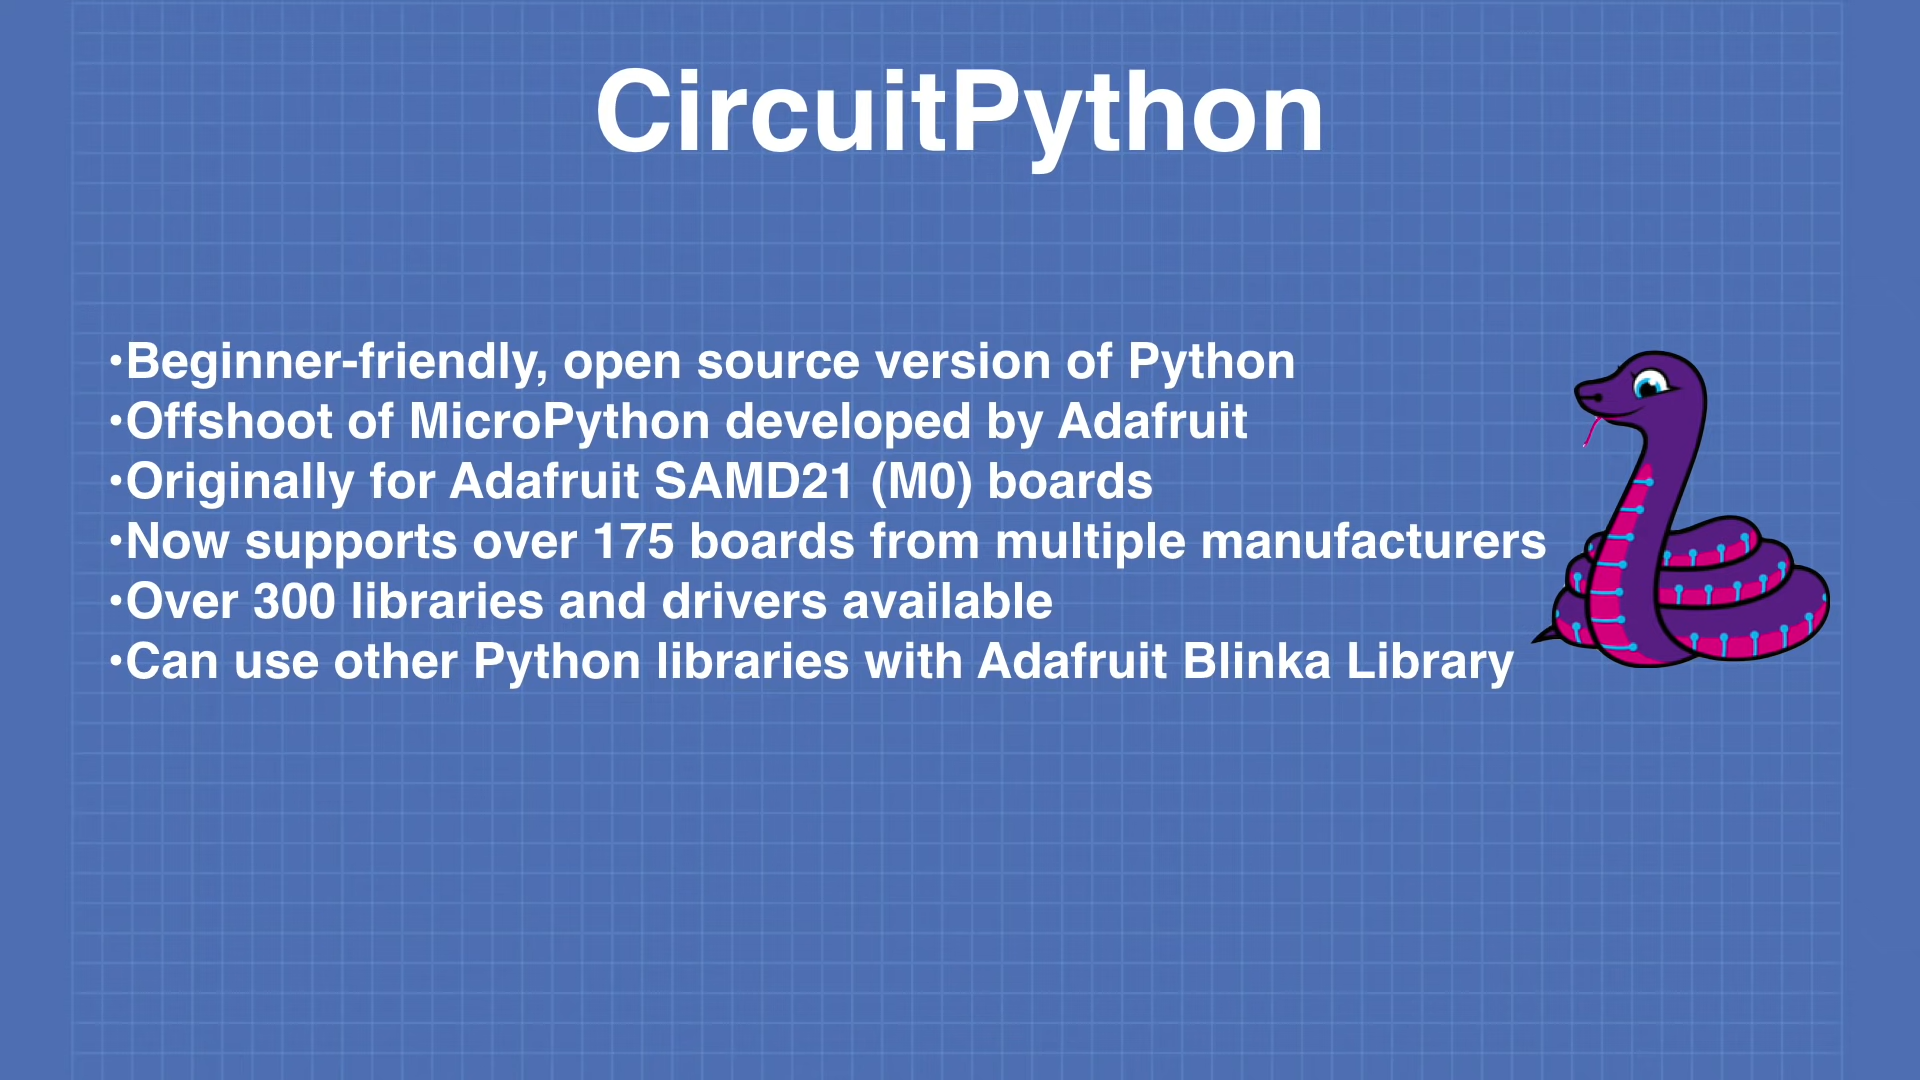 CircuitPython
•Beginner-friendly, open source version of Python
•Offshoot of MicroPython developed by Adafruit
•Originally for Adafruit SAMD21 (M0) boards
•Now supports over 175 boards from multiple manufacturers
•Over 300 libraries and drivers available
•Can use other Python libraries with Adafruit Blinka Library